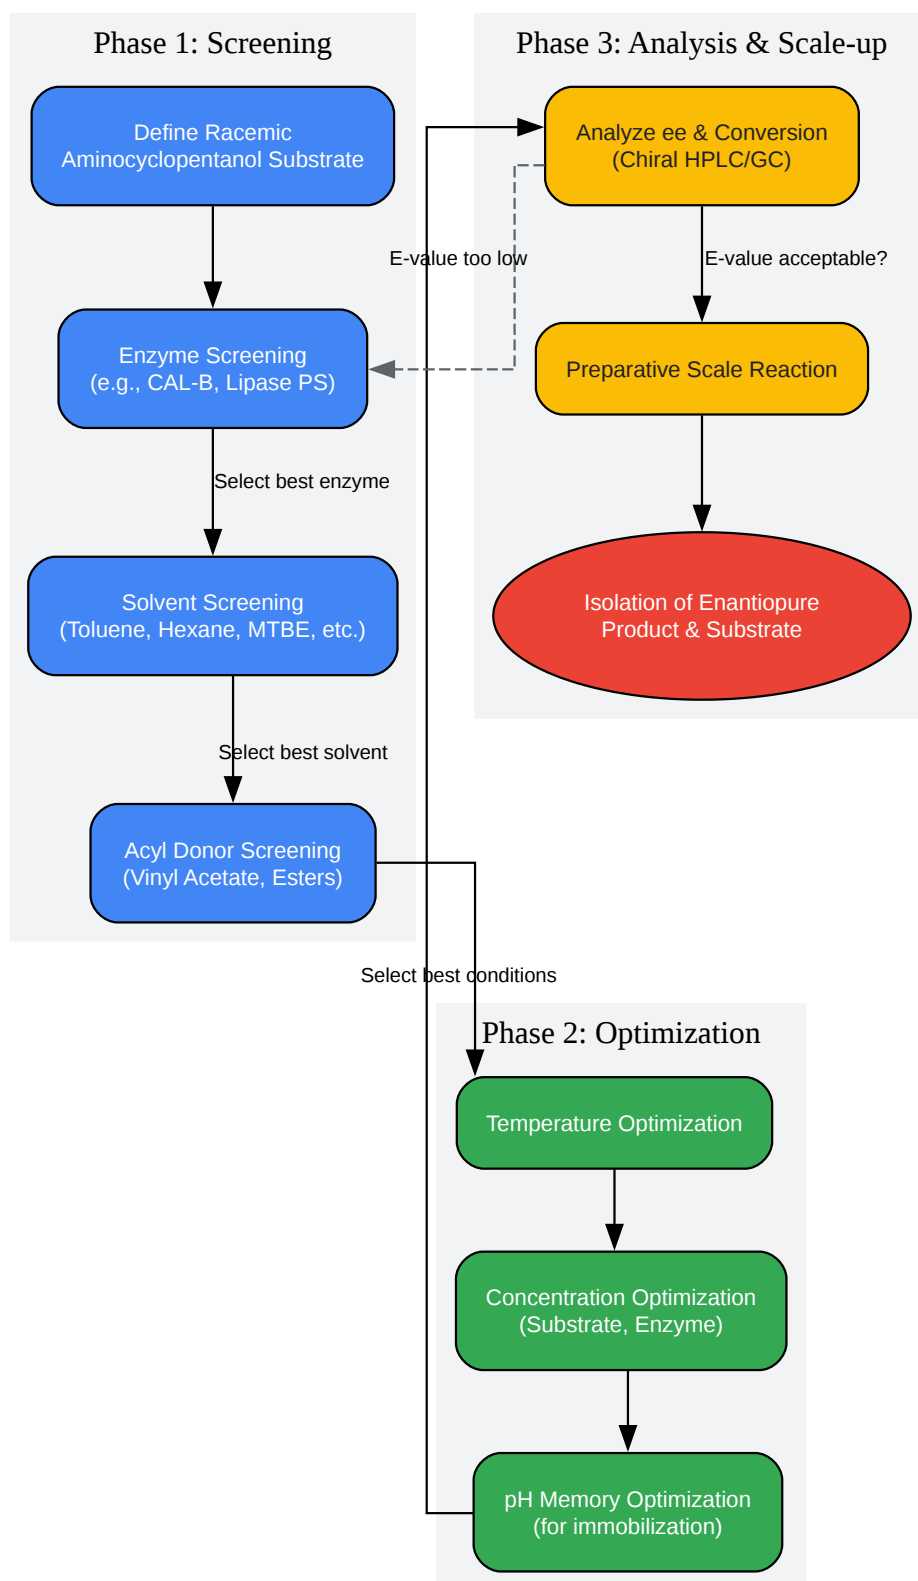 Phase 1: Screening
Define Racemic
Aminocyclopentanol Substrate
Enzyme Screening
(e.g., CAL-B, Lipase PS)
Select best enzyme
Solvent Screening
(Toluene, Hexane, MTBE, etc.)
Select best solvent
Acyl Donor Screening
(Vinyl Acetate, Esters)
Select best conditions
Phase 2: Optimization
Temperature Optimization
Concentration Optimization
(Substrate, Enzyme)
pH Memory Optimization
(for immobilization)
Phase 3: Analysis & Scale-up
Analyze ee & Conversion
(Chiral HPLC/GC)
E-value too low
E-value acceptable?
Preparative Scale Reaction
Isolation of Enantiopure
Product & Substrate